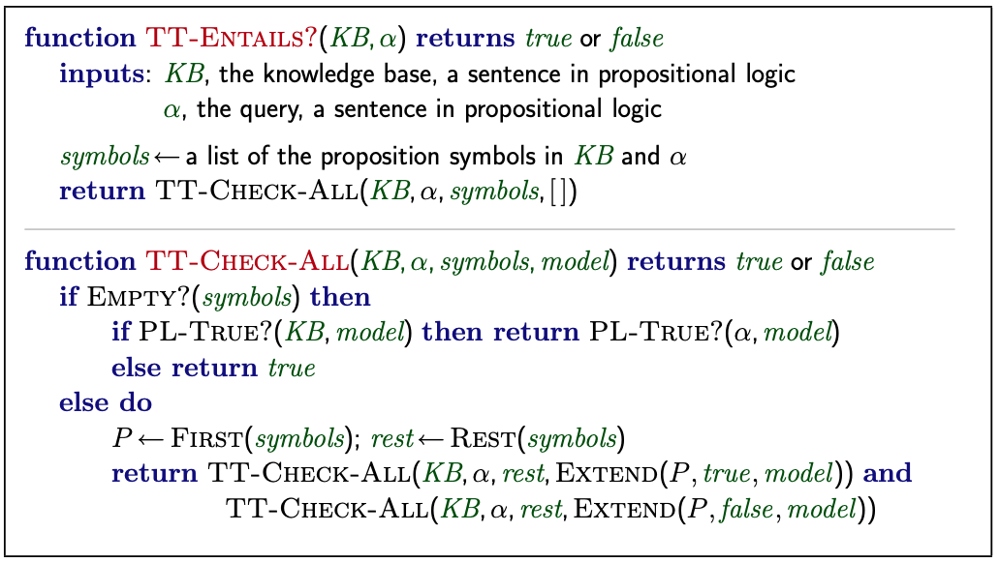 function TT-ENTAILS?(KB, α) returns true or false
inputs: KB, the knowledge base, a sentence in propositional logic
α, the query, a sentence in propositional logic
symbols ← a list of the proposition symbols in KB and α
return TT-CHECK-ALL(KB, α, symbols, [ ])
function TT-CHECK-ALL(KB, α, symbols, model) returns true or false
if EMPTY?(symbols) then
if PL-TRUE?(KB, model) then return PL-TRUE?(α, model)
else return true
else do
P ← FIRST(symbols); rest ← REST(symbols)
return TT-CHECK-ALL(KB, α, rest, EXTEND(P, true, model)) and
TT-CHECK-ALL(KB, α, rest, EXTEND(P, false, model))